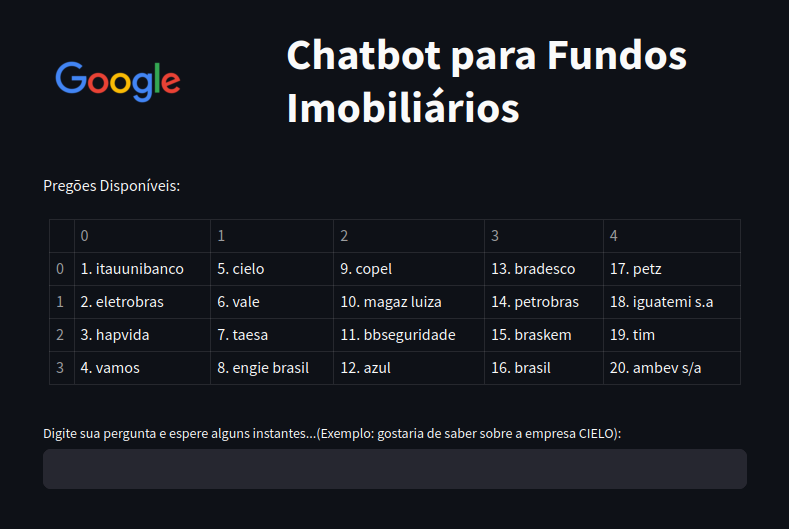 Google
Chatbot para Fundos
Imobiliários
Pregões Disponíveis:
0 1 2 3 4
0 1. itauunibanco 5. cielo 9. copel 13. bradesco 17. petz
1 2. eletrobras 6. vale 10. magaz luiza 14. petrobras 18. iguatemi s.a
2 3. hapvida 7. taesa 11. bbseguridade 15. braskem 19. tim
3 4. vamos 8. engie brasil 12. azul 16. brasil 20. ambev s/a
Digite sua pergunta e espere alguns instantes...(Exemplo: gostaria de saber sobre a empresa CIELO):